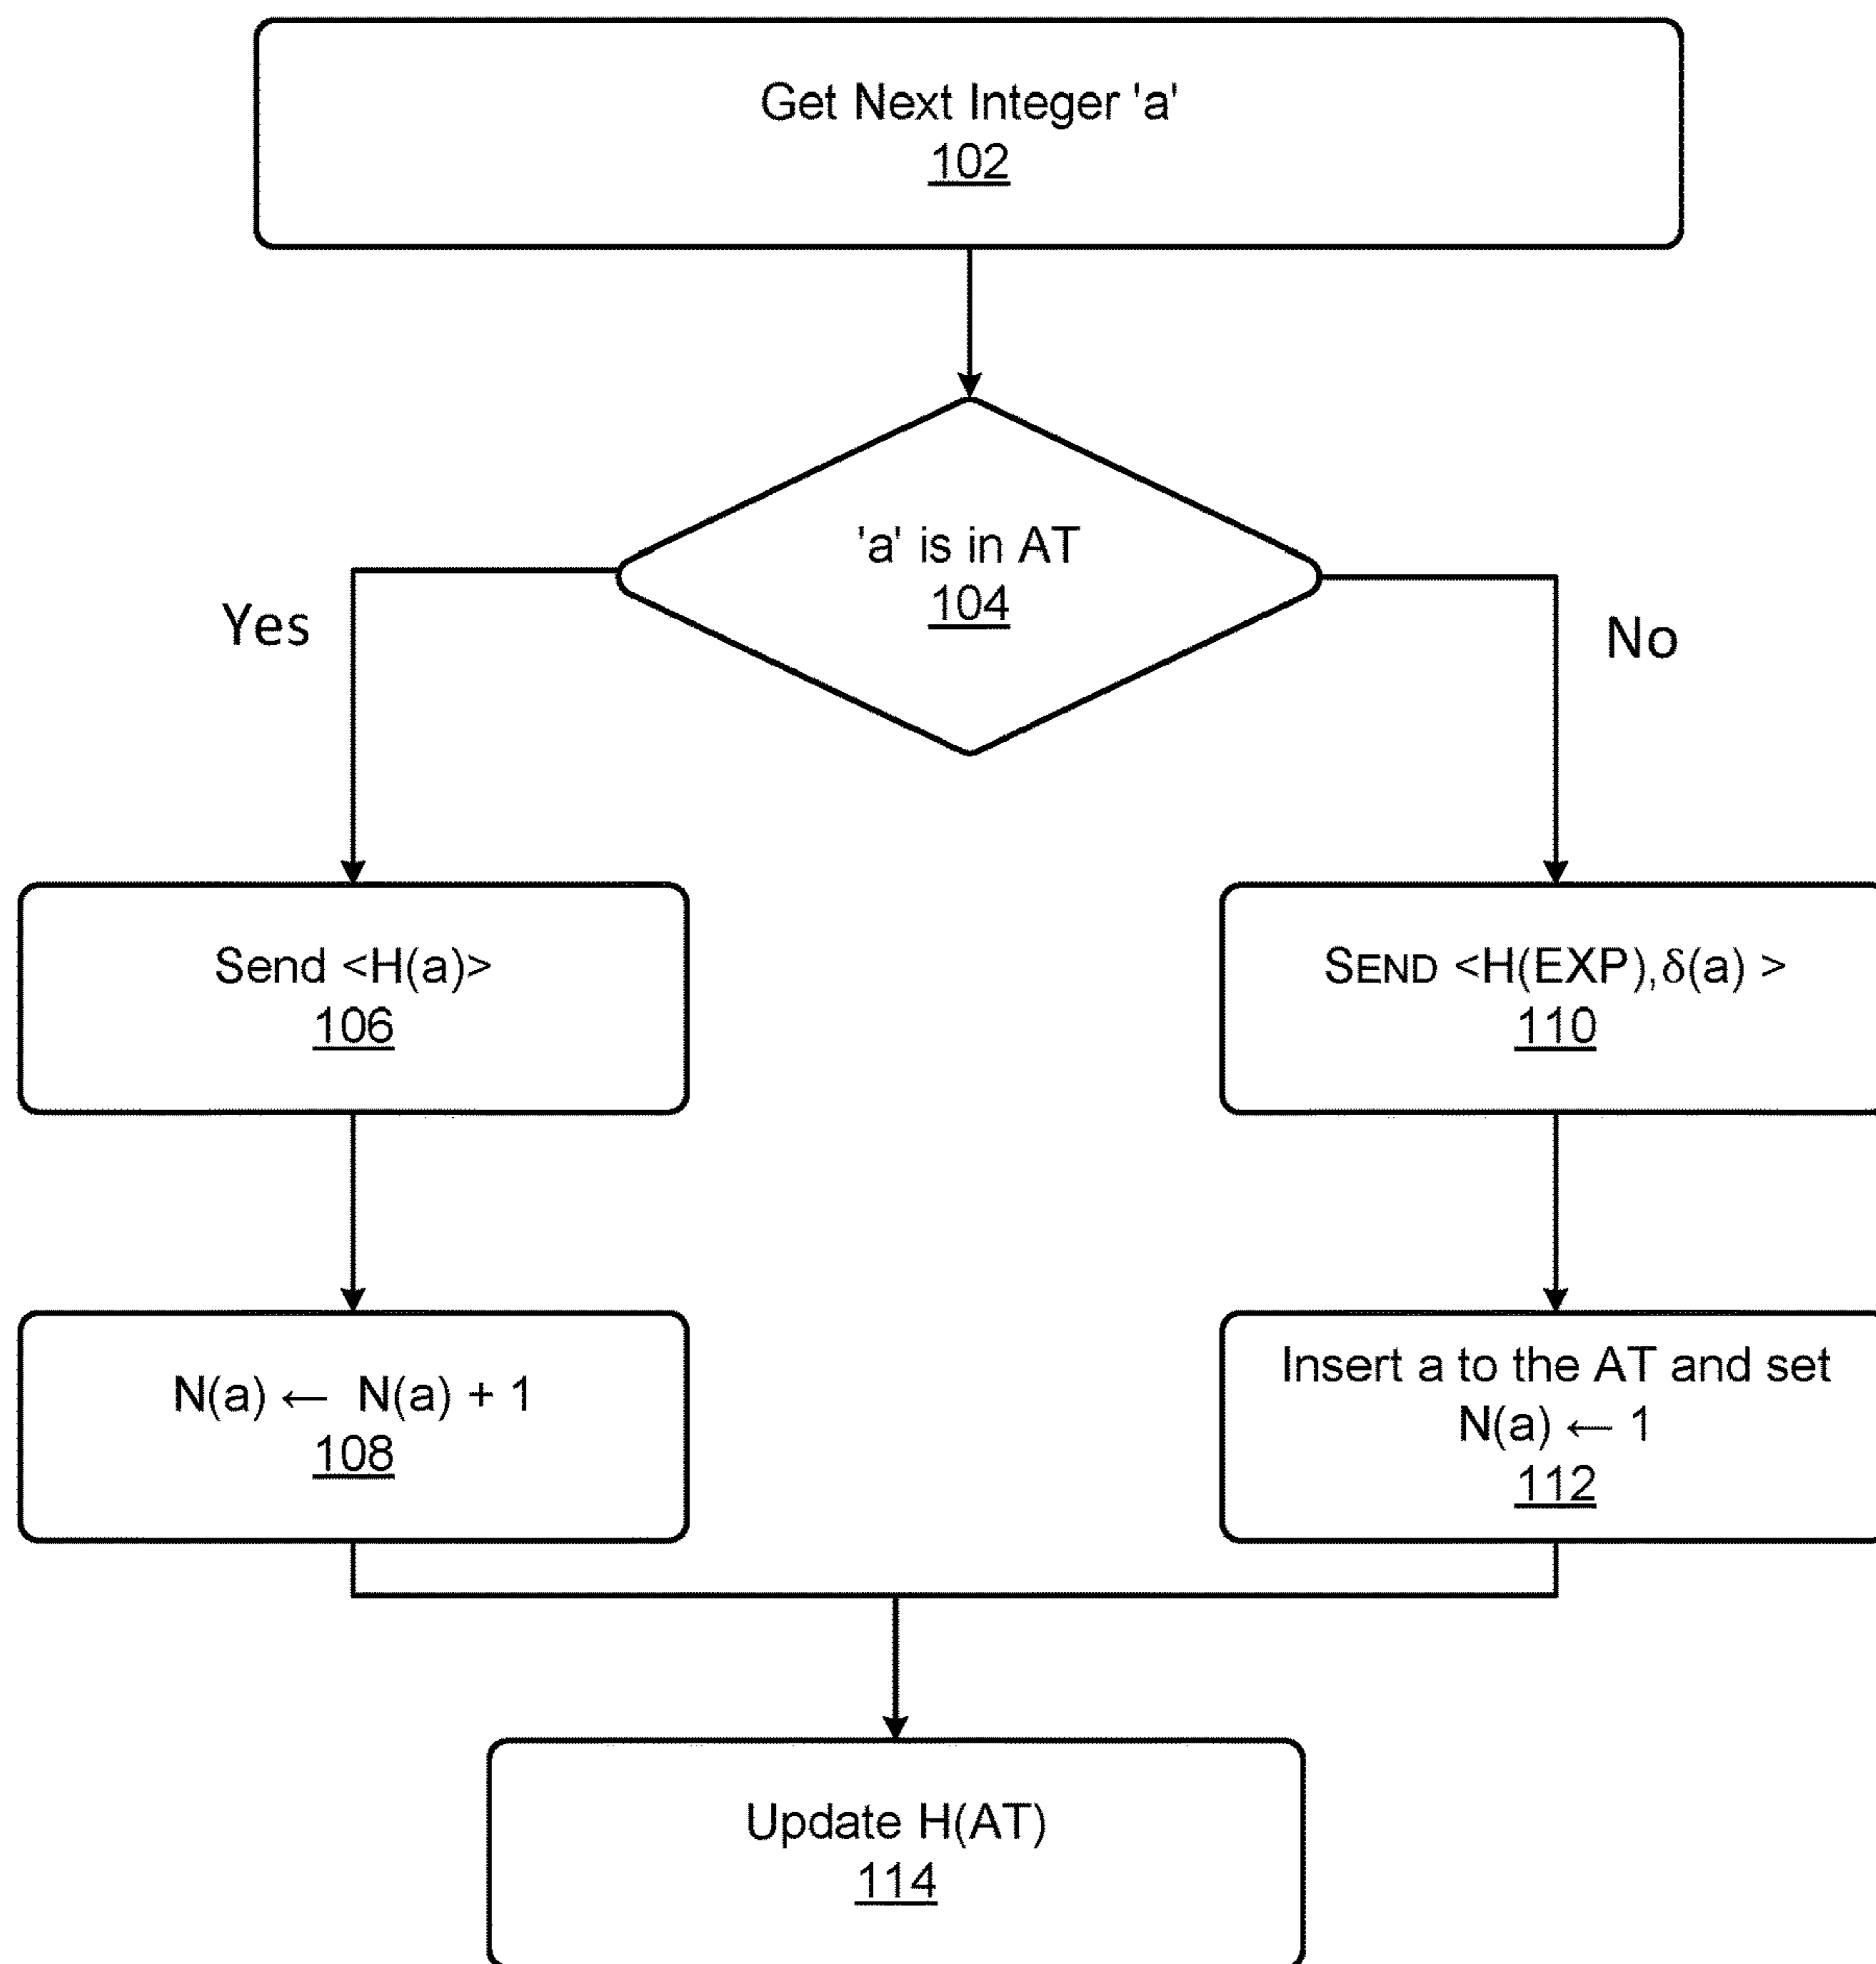 Get Next Integer 'a'
102
'a' is in AT
104
Yes
No
Send <H(a)>
106
SEND <H(EXP),δ(a) >
110
N(a) ← N(a) + 1
108
Insert a to the AT and set
N(a) ← 1
112
Update H(AT)
114